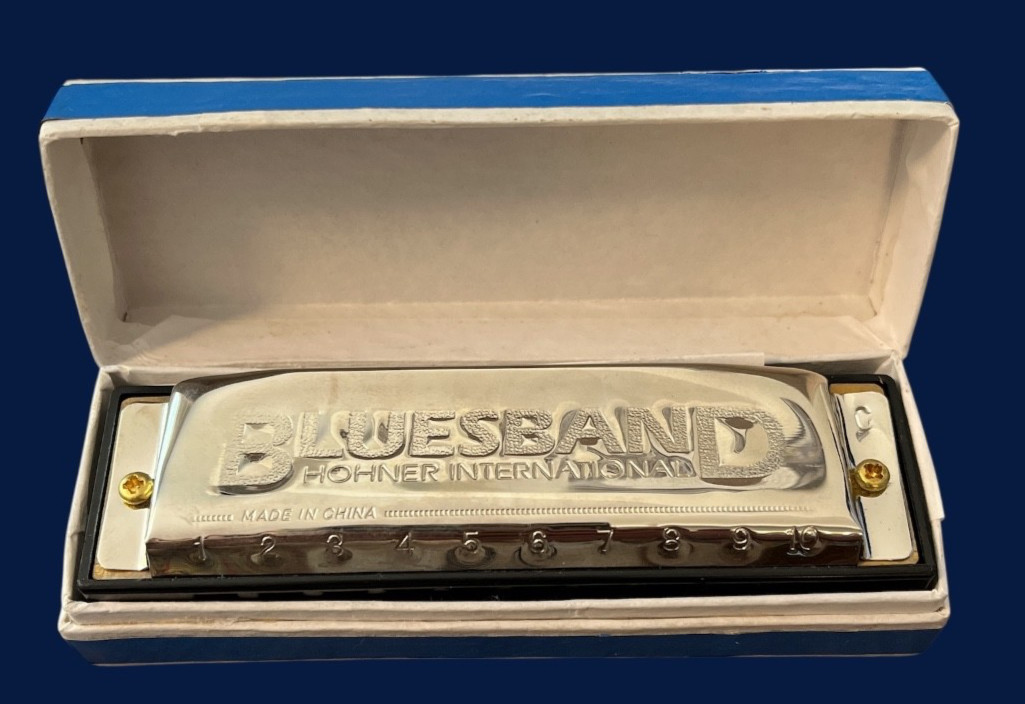 BLUESBAND
HOHNER INTERNATIONAL
C
MADE IN CHINA
1 2 3 4 5 6 7 8 9 10